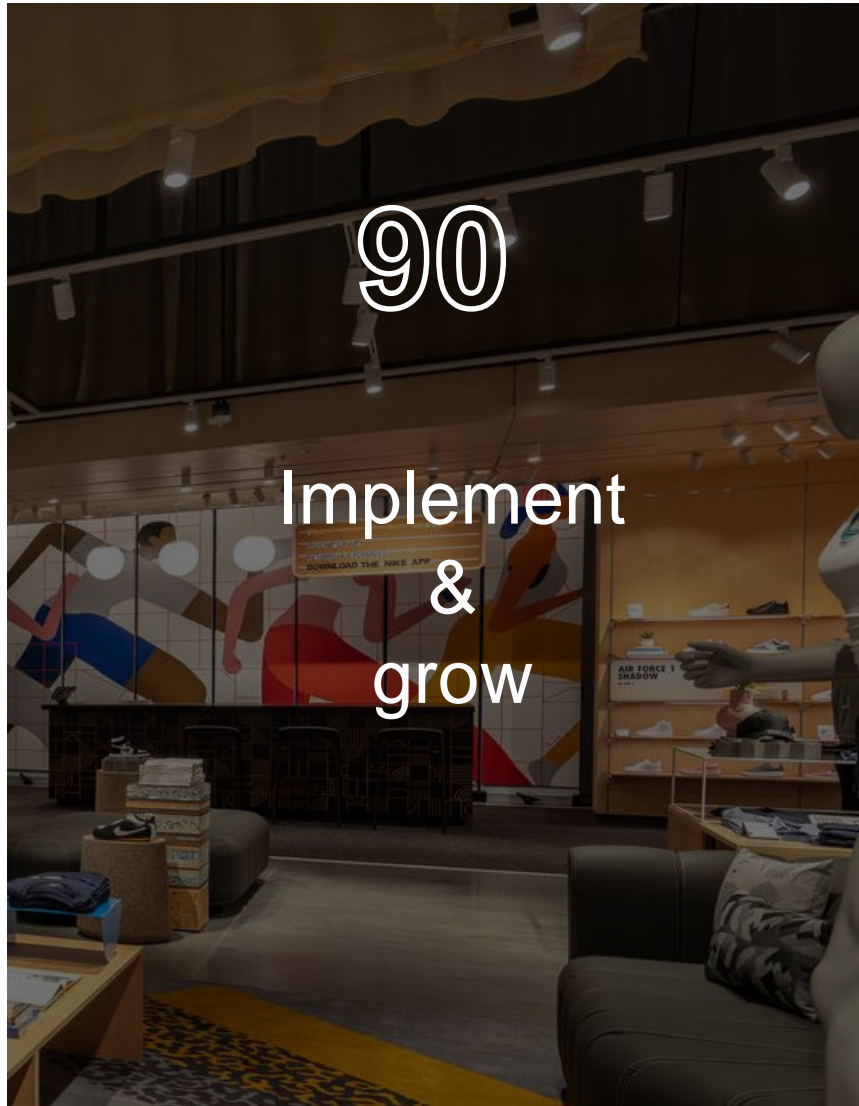 90
Implement
&
grow
DOWNLOAD THE NIKE APP
AIR FORCE 1
SHADOW